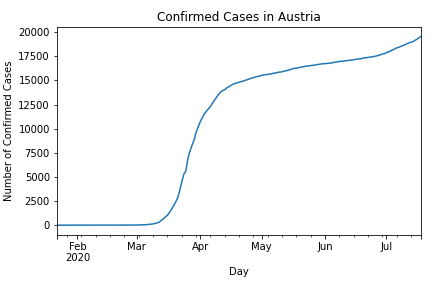 Confirmed Cases in Austria
20000
17500
15000
12500
10000
7500
5000
2500
0
Number of Confirmed Cases
Feb Mar Apr May Jun Jul
2020
Day